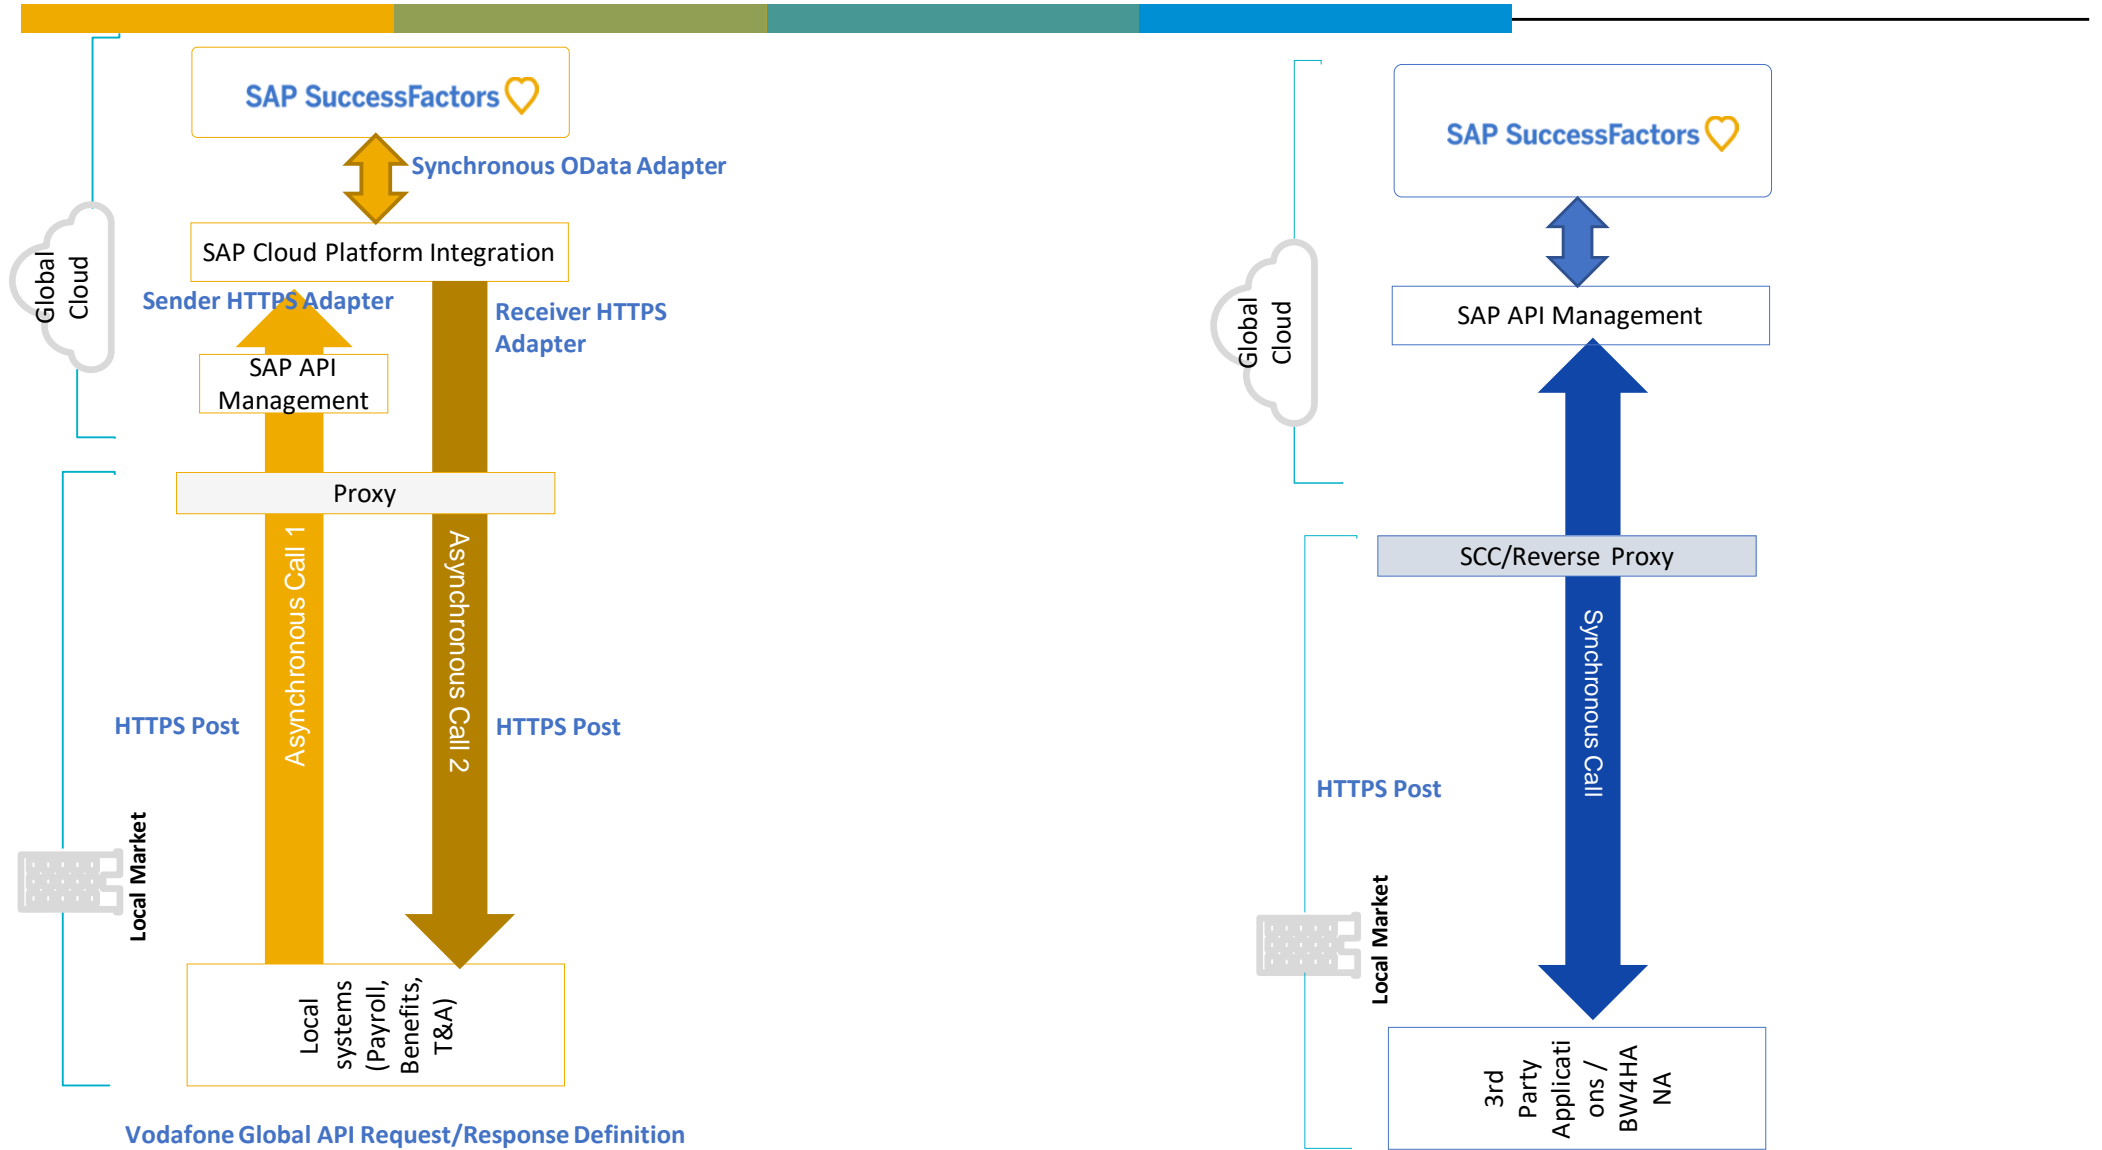 SAP SuccessFactors
Synchronous OData Adapter
SAP Cloud Platform Integration
Global
Cloud
Sender HTTPS Adapter
Receiver HTTPS
Adapter
SAP API
Management
Proxy
Asynchronous Call 1
Asynchronous Call 2
HTTPS Post
HTTPS Post
Local Market
Local
systems
(Payroll,
Benefits,
T&A)
Vodafone Global API Request/Response Definition
SAP SuccessFactors
SAP API Management
Global
Cloud
SCC/Reverse Proxy
Synchronous Call
HTTPS Post
Local Market
3rd
Party
Applicati
ons /
BW4HA
NA